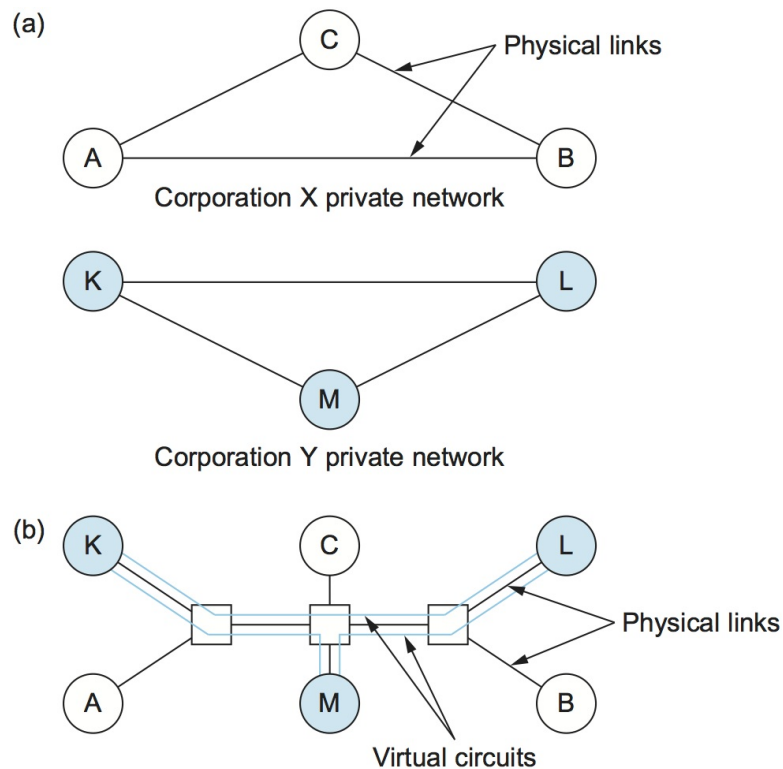 (a)
C
Physical links
A
B
Corporation X private network
K
L
M
Corporation Y private network
(b)
K
C
L
Physical links
A
M
B
Virtual circuits